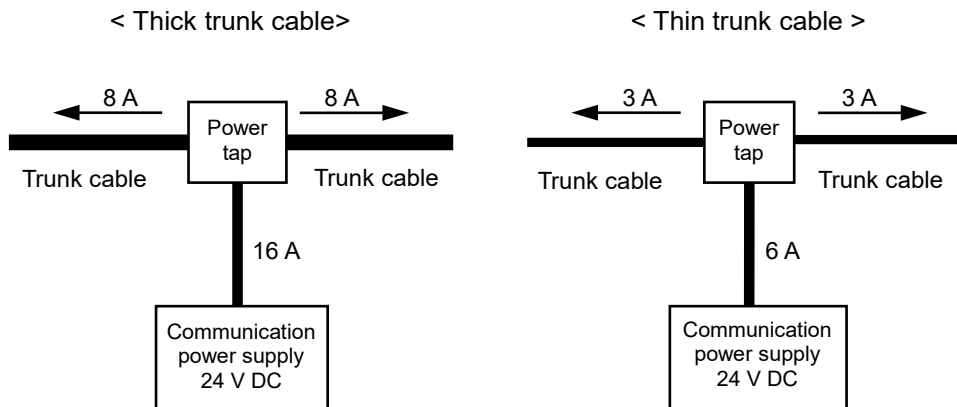 < Thick trunk cable>
8 A
8 A
Power
tap
Trunk cable
Trunk cable
16 A
Communication
power supply
24 V DC
< Thin trunk cable >
3 A
3 A
Power
tap
Trunk cable
Trunk cable
6 A
Communication
power supply
24 V DC